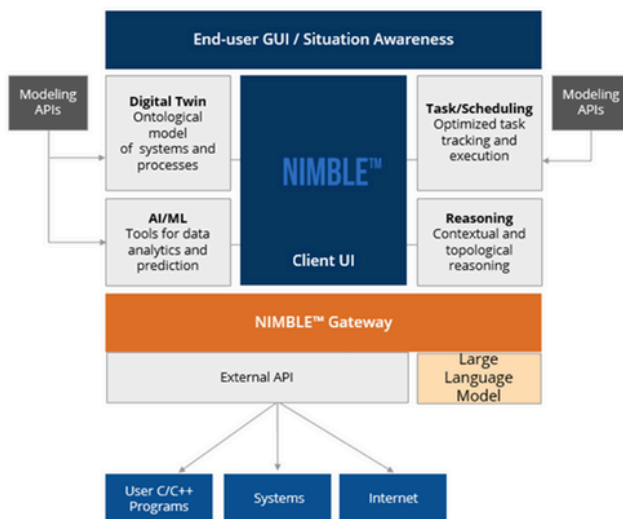 End-user GUI / Situation Awareness
Modeling
APIs
Digital Twin
Ontological
model
of systems and
processes
NIMBLE™
Client UI
Task/Scheduling
Optimized task
tracking and
execution
Modeling
APIs
AI/ML
Tools for data
analytics and
prediction
Reasoning
Contextual and
topological
reasoning
NIMBLE™ Gateway
External API
Large
Language
Model
User C/C++
Programs
Systems
Internet